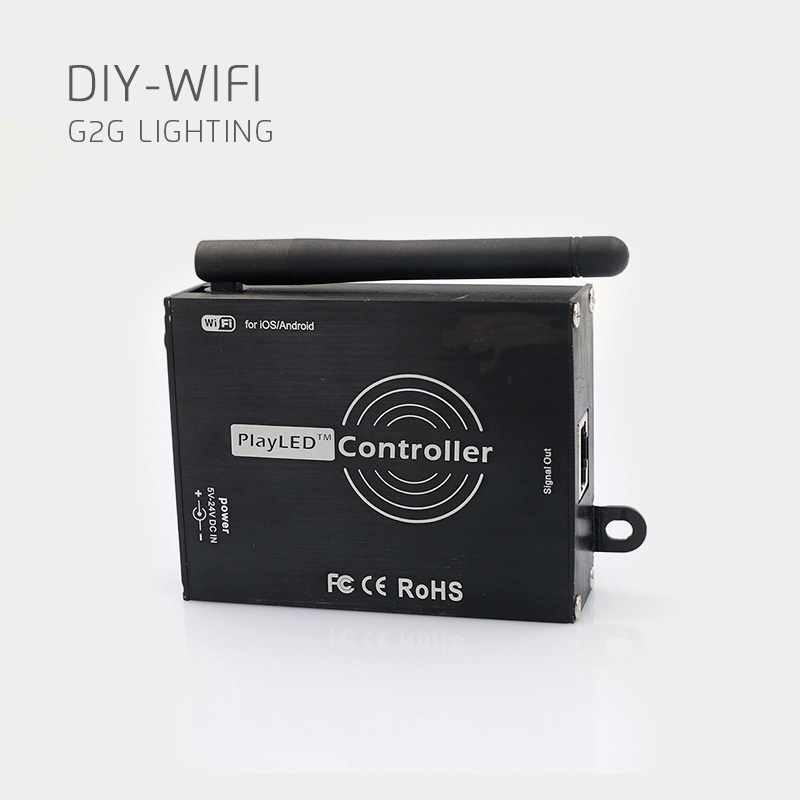 DIY-WIFI
G2G LIGHTING
WiFi for iOS/Android
PlayLED™ Controller
Signal Out
power
5V-24V DC IN
+ -
FC CE RoHS